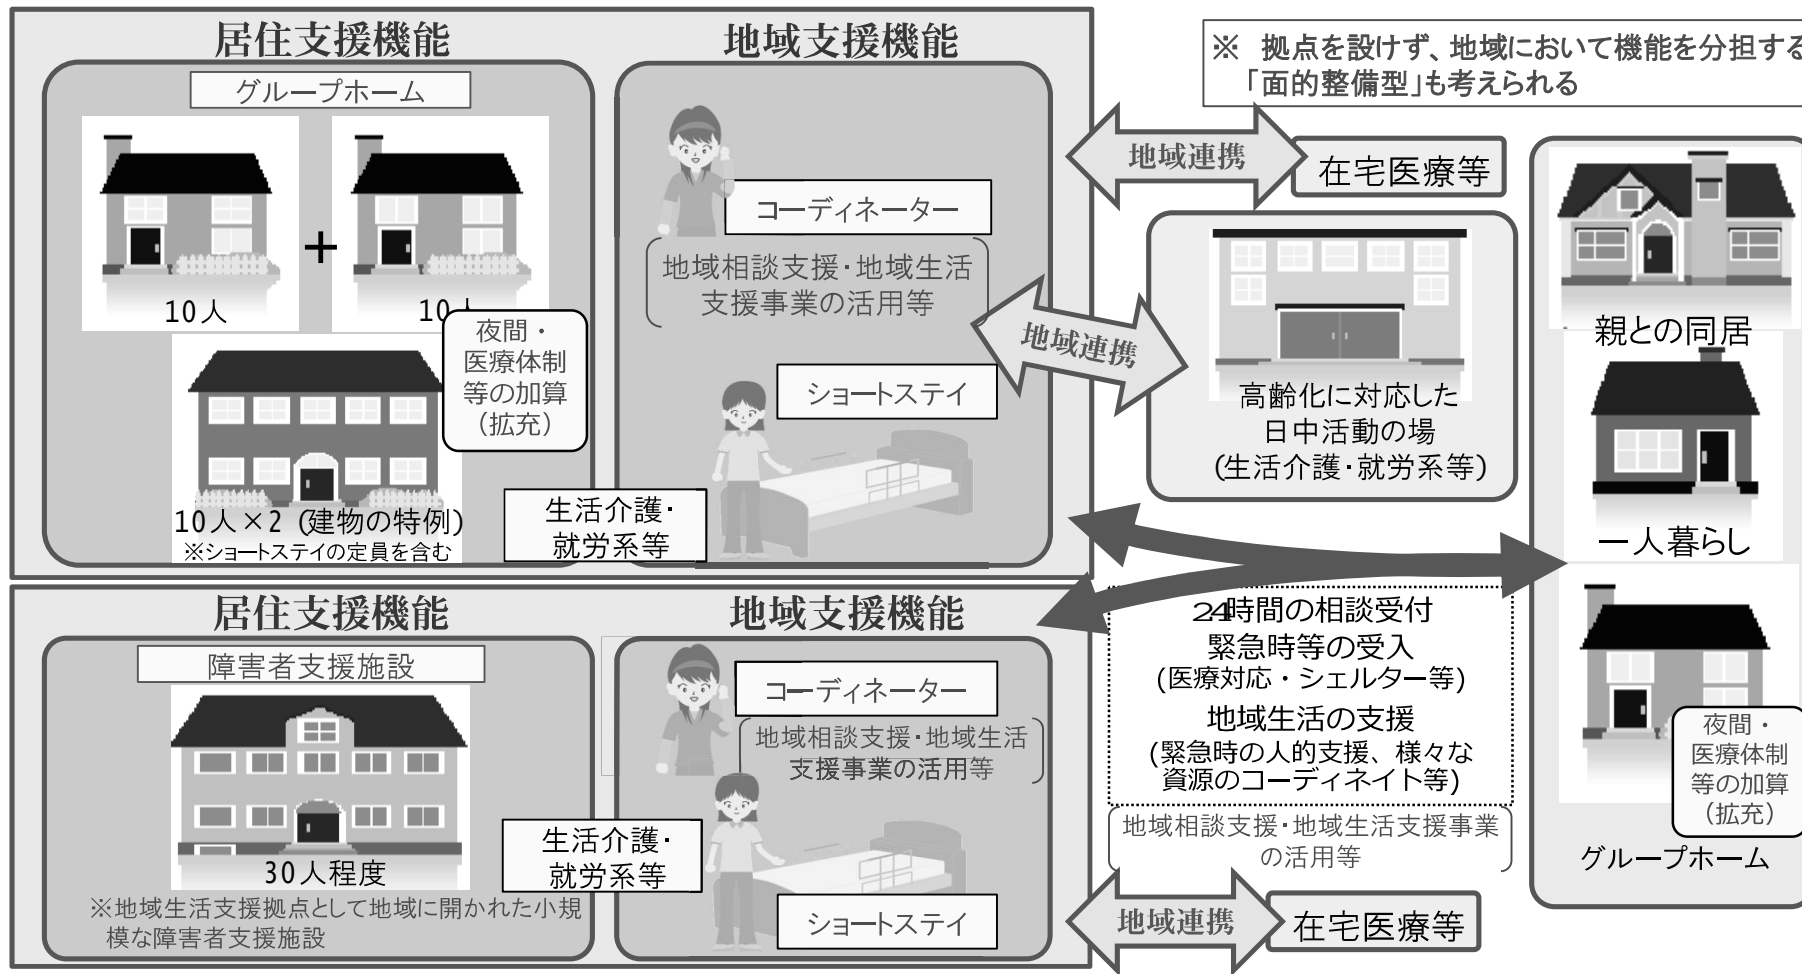 居住支援機能
地域支援機能
※ 拠点を設けず、地域において機能を分担する
「面的整備型」も考えられる
グループホーム
10人
+
10人
夜間・
医療体制
等の加算
（拡充）
10人×2 (建物の特例)
※ショートステイの定員を含む
コーディネーター
地域相談支援・地域生活
支援事業の活用等
ショートステイ
生活介護・
就労系等
地域連携
在宅医療等
地域連携
高齢化に対応した
日中活動の場
(生活介護・就労系等)
親との同居
一人暮らし
夜間・
医療体制
等の加算
（拡充）
グループホーム
居住支援機能
地域支援機能
障害者支援施設
30人程度
※地域生活支援拠点として地域に開かれた小規
模な障害者支援施設
コーディネーター
地域相談支援・地域生活
支援事業の活用等
生活介護・
就労系等
ショートステイ
24時間の相談受付
緊急時等の受入
(医療対応・シェルター等)
地域生活の支援
(緊急時の人的支援、様々な
資源のコーディネイト等)
地域相談支援・地域生活支援事業
の活用等
地域連携
在宅医療等